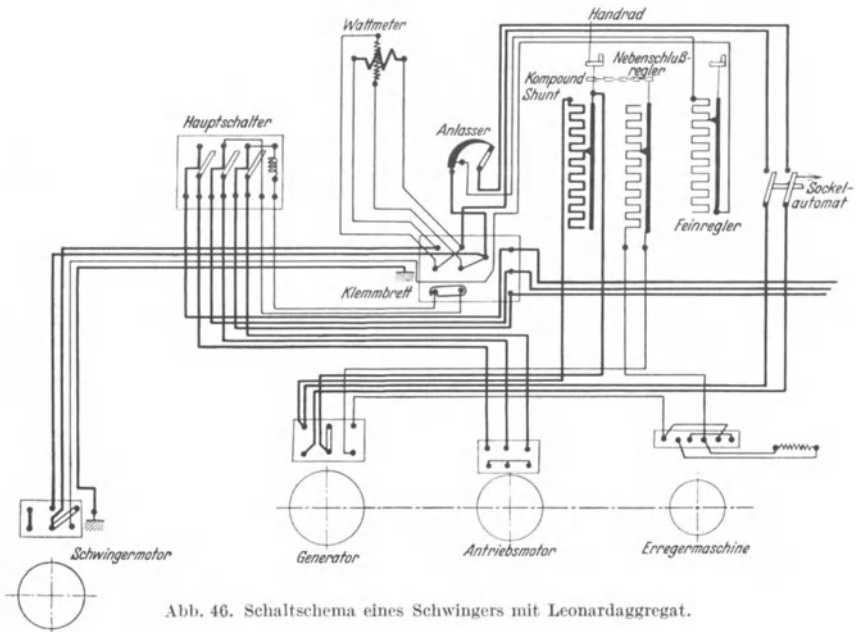 Wattmeter
Handrad
Nebenschluß-
regler
Kompound
Shunt
Hauptschalter
Anlasser
Sockel-
automat
Feinregler
Klemmbrett
Schwingermotor
Generator
Antriebsmotor
Erregermaschine
Abb. 46. Schaltschema eines Schwingers mit Leonardaggregat.